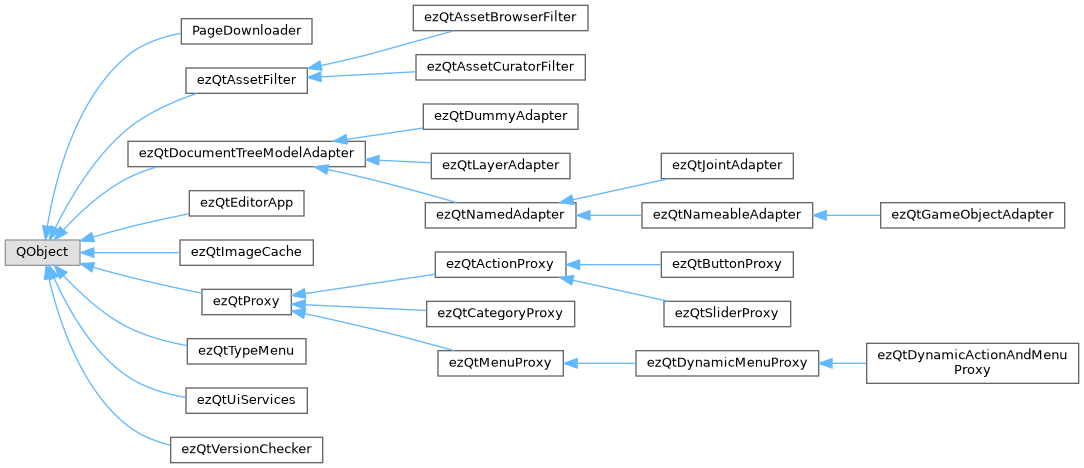 QObject
PageDownloader
ezQtAssetFilter
ezQtAssetBrowserFilter
ezQtAssetCuratorFilter
ezQtDocumentTreeModelAdapter
ezQtDummyAdapter
ezQtLayerAdapter
ezQtNamedAdapter
ezQtJointAdapter
ezQtNameableAdapter
ezQtGameObjectAdapter
ezQtEditorApp
ezQtImageCache
ezQtProxy
ezQtActionProxy
ezQtButtonProxy
ezQtSliderProxy
ezQtCategoryProxy
ezQtMenuProxy
ezQtDynamicMenuProxy
ezQtDynamicActionAndMenu
Proxy
ezQtTypeMenu
ezQtUiServices
ezQtVersionChecker